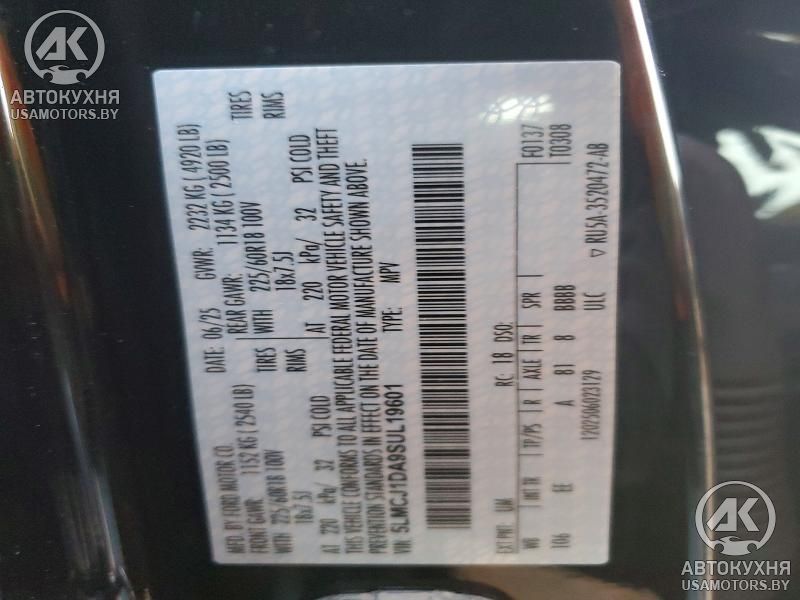 AK
АВТОКУХНЯ
USAMOTORS.BY
MFD. BY FORD MOTOR CO.
DATE: 06/25 GVWR: 2232 KG ( 4920 LB)
FRONT GAWR: 1152 KG ( 2540 LB) REAR GAWR: 1134 KG ( 2500 LB)
WITH 225/60R18 100V TIRES WITH 225/60R18 100V TIRES
18x7.5J RIMS 18x7.5J RIMS
AT 220 kPa/ 32 PSI COLD AT 220 kPa/ 32 PSI COLD
THIS VEHICLE CONFORMS TO ALL APPLICABLE FEDERAL MOTOR VEHICLE SAFETY AND THEFT
PREVENTION STANDARDS IN EFFECT ON THE DATE OF MANUFACTURE SHOWN ABOVE.
VIN: 5LMCJ1DA9SUL19601 TYPE: MPV
F0137
T0308
EXT PNT: UM RC: 18 DSO:
WB INT TR TP/PS R AXLE TR SPR
106 EE A 81 8 BBBB
1202506023129 ULC
▽ RU5A-3520472-AB
AK
АВТОКУХНЯ
USAMOTORS.BY